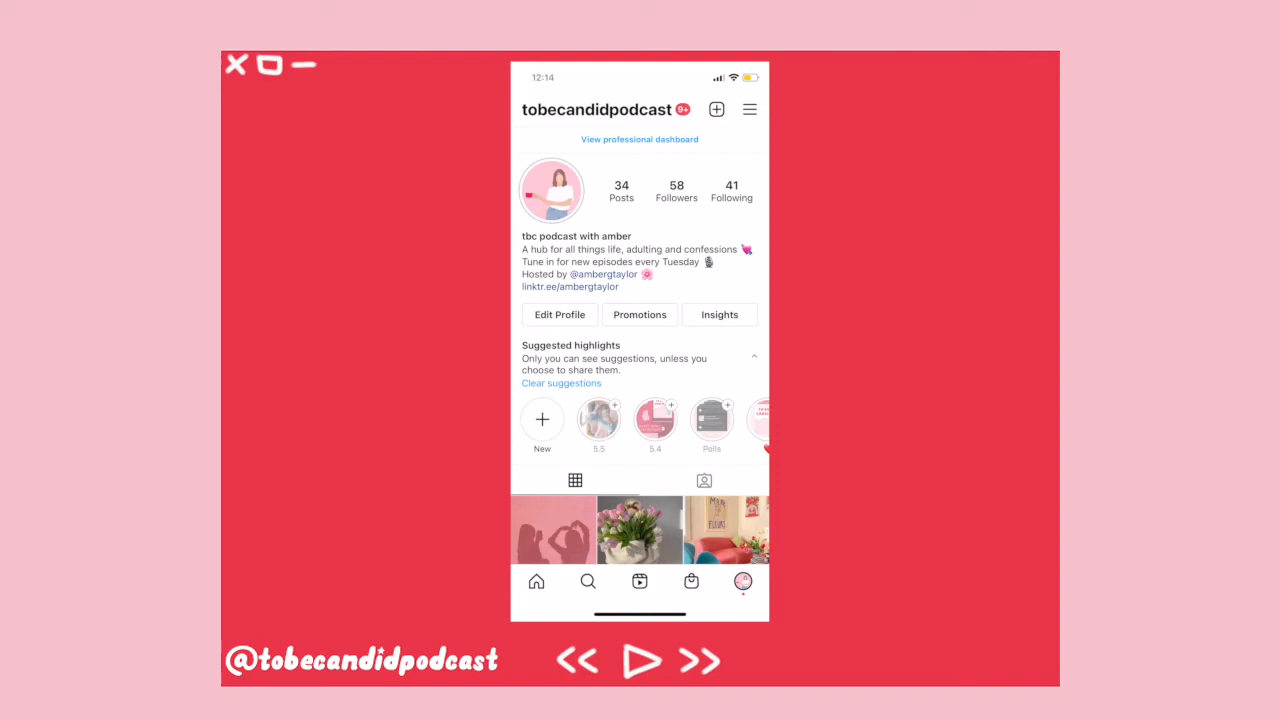 12:14
tobecandidpodcast 9+
View professional dashboard
34 58 41
Posts Followers Following
tbc podcast with amber
A hub for all things life, adulting and confessions 💘
Tune in for new episodes every Tuesday 🎙
Hosted by @ambergtaylor 🌸
linktr.ee/ambergtaylor
Edit Profile Promotions Insights
Suggested highlights
Only you can see suggestions, unless you
choose to share them.
Clear suggestions
New 5.5 5.4 Polls
@tobecandidpodcast